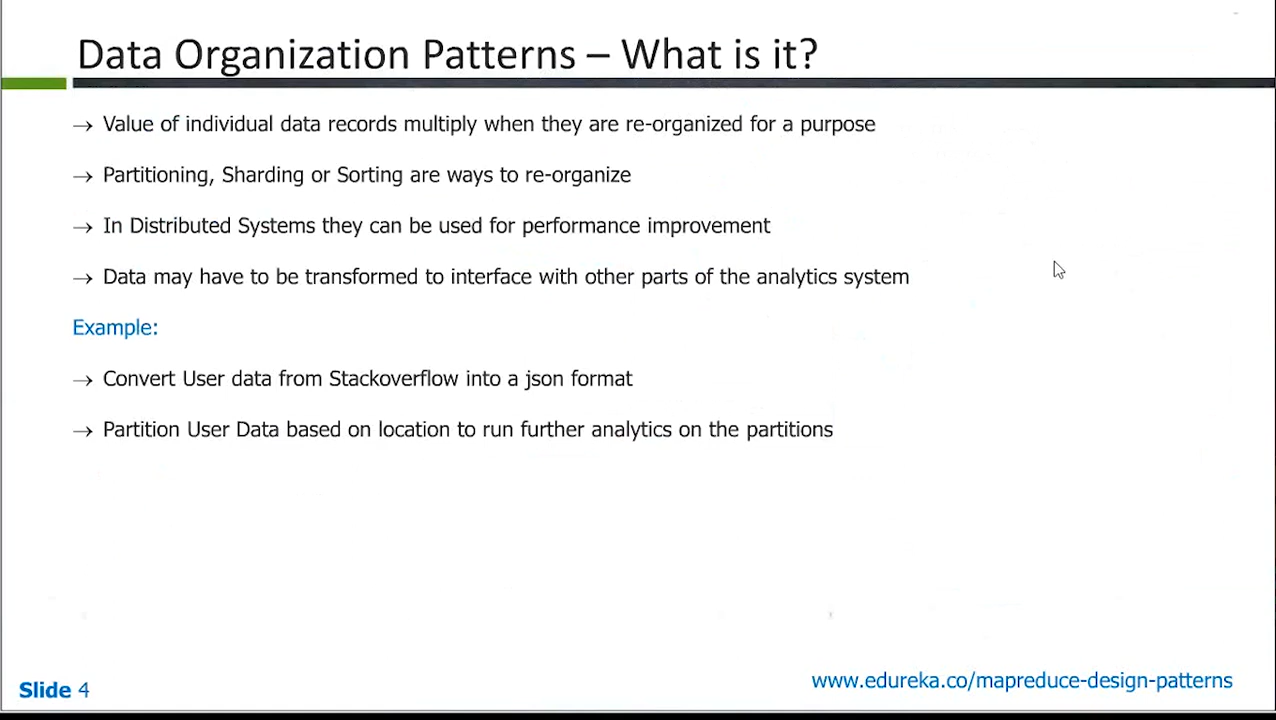 Data Organization Patterns – What is it?
→ Value of individual data records multiply when they are re-organized for a purpose
→ Partitioning, Sharding or Sorting are ways to re-organize
→ In Distributed Systems they can be used for performance improvement
→ Data may have to be transformed to interface with other parts of the analytics system
Example:
→ Convert User data from Stackoverflow into a json format
→ Partition User Data based on location to run further analytics on the partitions
Slide 4
www.edureka.co/mapreduce-design-patterns